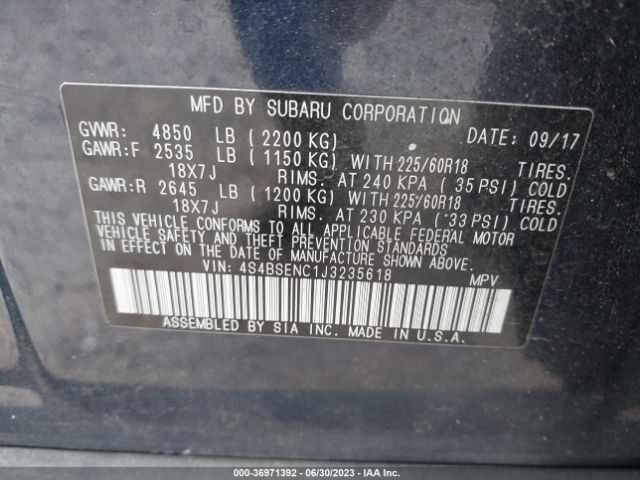 MFD BY SUBARU CORPORATION
GVWR: 4850 LB (2200 KG) DATE: 09/17
GAWR:F 2535 LB (1150 KG) WITH 225/60R18 TIRES.
18X7J RIMS. AT 240 KPA (35 PSI) COLD
GAWR:R 2645 LB (1200 KG) WITH 225/60R18 TIRES.
18X7J RIMS. AT 230 KPA (33 PSI) COLD
THIS VEHICLE CONFORMS TO ALL APPLICABLE FEDERAL MOTOR
VEHICLE SAFETY AND THEFT PREVENTION STANDARDS
IN EFFECT ON THE DATE OF MANUFACTURE SHOWN ABOVE.
VIN: 4S4BSENC1J3235618 MPV
ASSEMBLED BY SIA INC. MADE IN U.S.A.
000-36971392 - 06/30/2023 - IAA Inc.